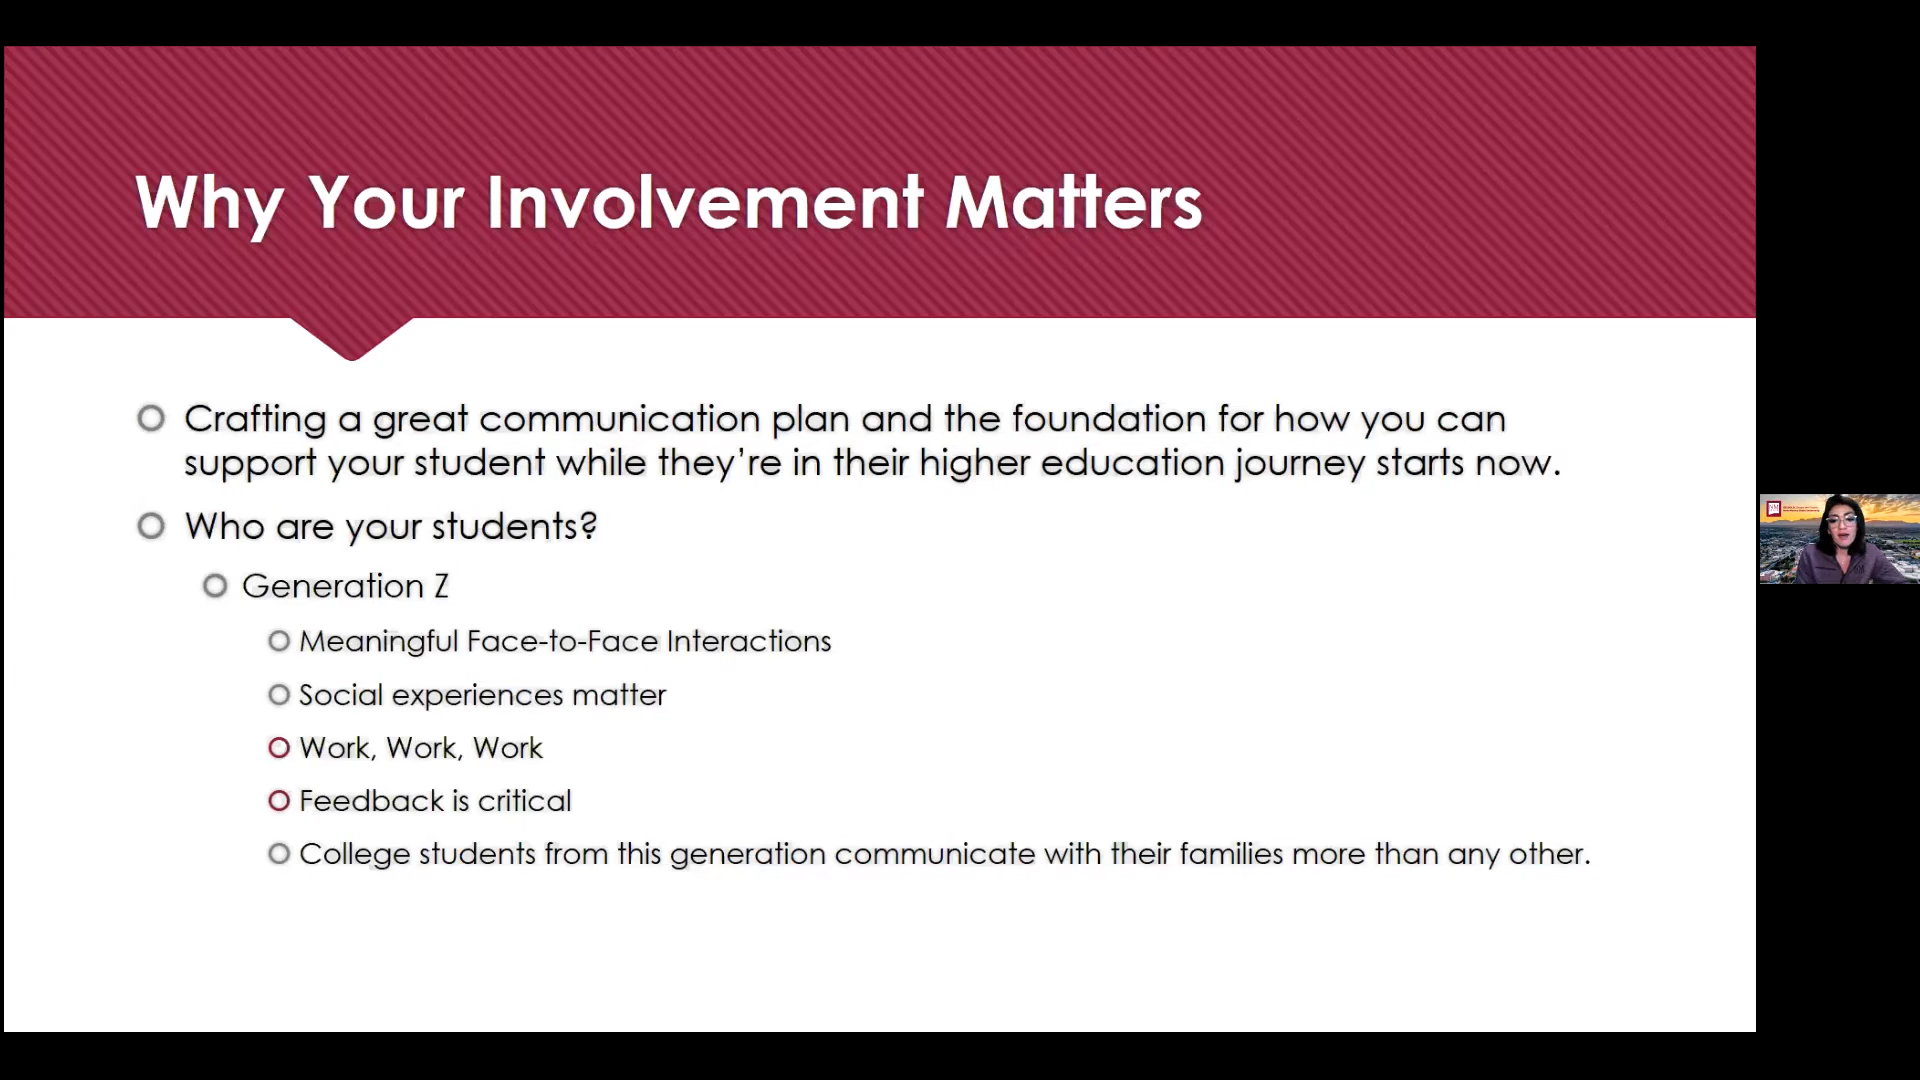 Why Your Involvement Matters
Crafting a great communication plan and the foundation for how you can
support your student while they’re in their higher education journey starts now.
Who are your students?
Generation Z
Meaningful Face-to-Face Interactions
Social experiences matter
Work, Work, Work
Feedback is critical
College students from this generation communicate with their families more than any other.